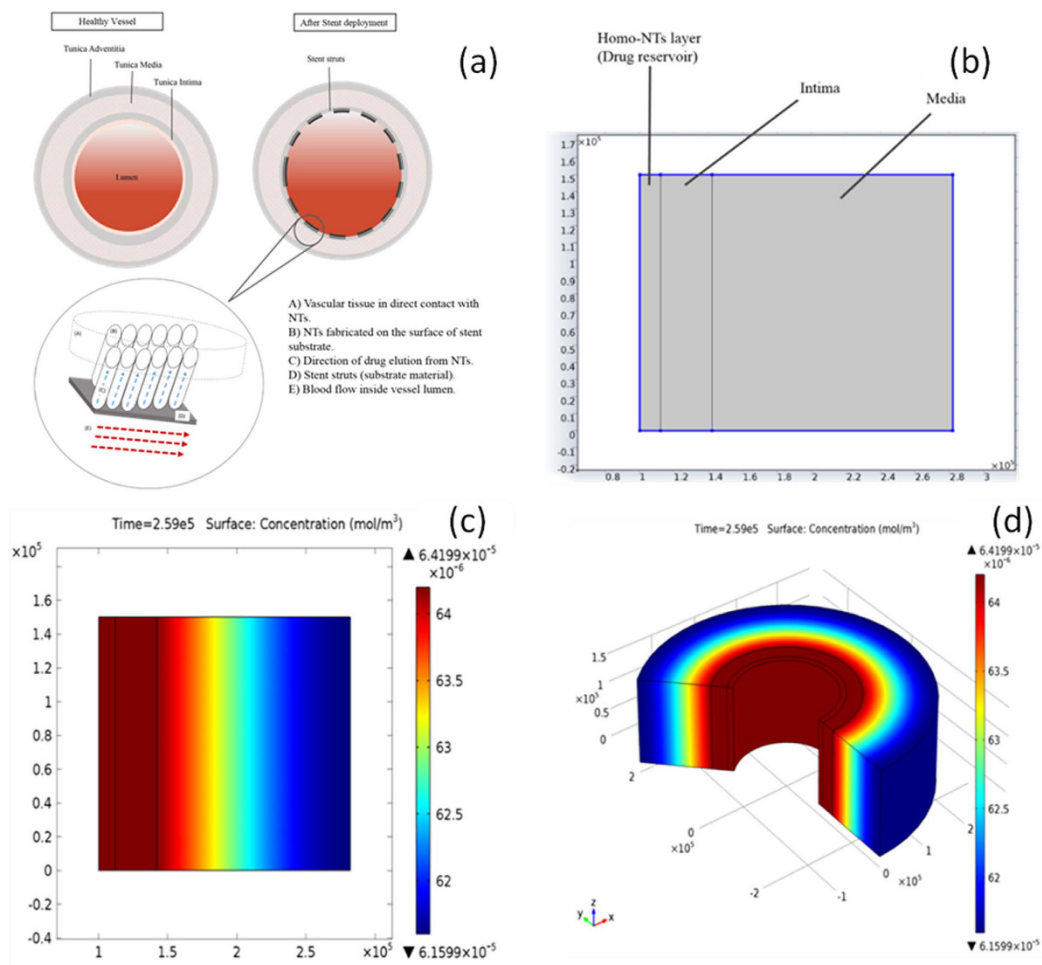 Healthy Vessel
After Stent deployment
(a)
Tunica Adventitia
Tunica Media
Tunica Intima
Stent struts
Lumen
(A)
(B)
(C)
(D)
(E)
A) Vascular tissue in direct contact with
NTs.
B) NTs fabricated on the surface of stent
substrate.
C) Direction of drug elution from NTs.
D) Stent struts (substrate material).
E) Blood flow inside vessel lumen.
(b)
Homo-NTs layer
(Drug reservoir)
Intima
Media
×10⁵
1.7
1.6
1.5
1.4
1.3
1.2
1.1
1
0.9
0.8
0.7
0.6
0.5
0.4
0.3
0.2
0.1
0
-0.1
-0.2
0.8 1 1.2 1.4 1.6 1.8 2 2.2 2.4 2.6 2.8 3
×10⁵
(c)
Time=2.59e5 Surface: Concentration (mol/m³)
×10⁵
▲ 6.4199×10⁻⁵
×10⁻⁶
1.6
1.4
1.2
1
0.8
0.6
0.4
0.2
0
-0.2
-0.4
1 1.5 2 2.5 ×10⁵
64
63.5
63
62.5
62
▼ 6.1599×10⁻⁵
(d)
Time=2.59e5 Surface: Concentration (mol/m³)
▲ 6.4199×10⁻⁵
×10⁻⁶
1.5
1
×10⁵
0.5
0
2
0
×10⁵
-2
-1
0
×10⁵
1
2
64
63.5
63
62.5
62
▼ 6.1599×10⁻⁵
z
y
x